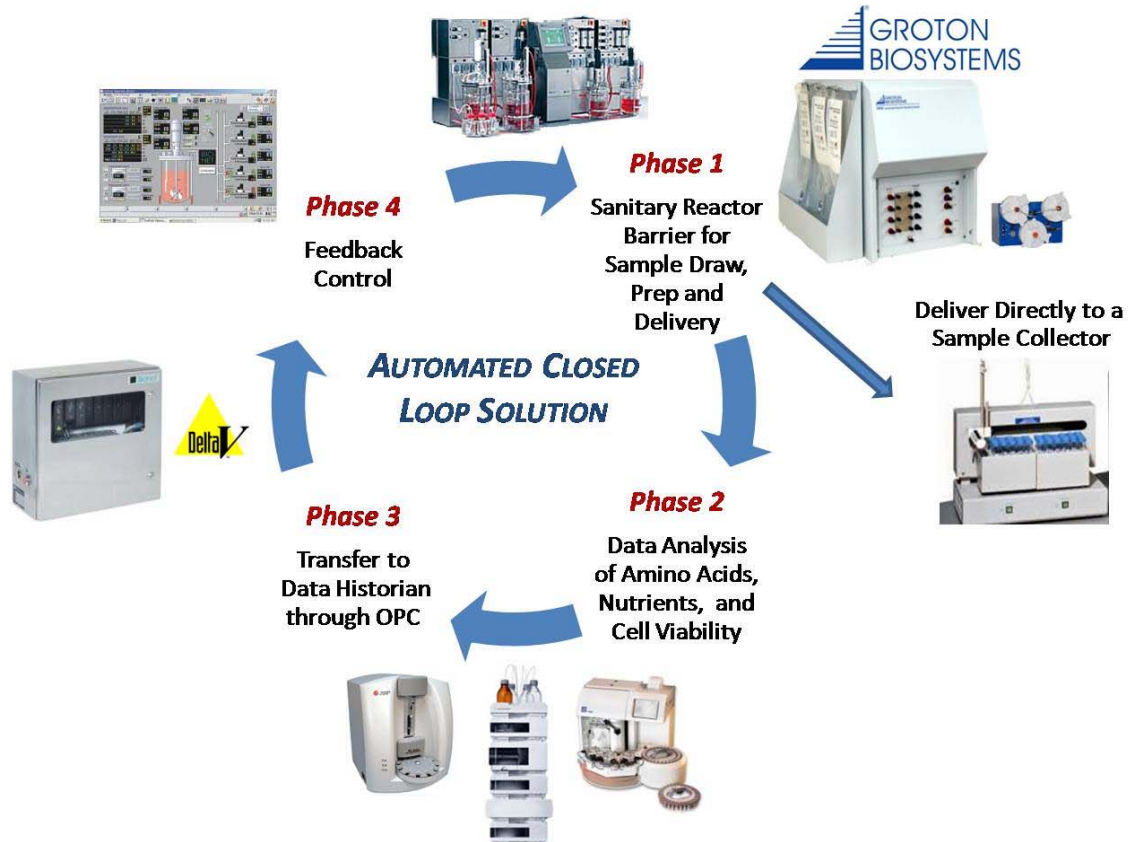 GROTON
BIOSYSTEMS
Phase 1
Sanitary Reactor
Barrier for
Sample Draw,
Prep and
Delivery
Phase 4
Feedback
Control
Deliver Directly to a
Sample Collector
AUTOMATED CLOSED
LOOP SOLUTION
DeltaV
Phase 3
Transfer to
Data Historian
through OPC
Phase 2
Data Analysis
of Amino Acids,
Nutrients, and
Cell Viability